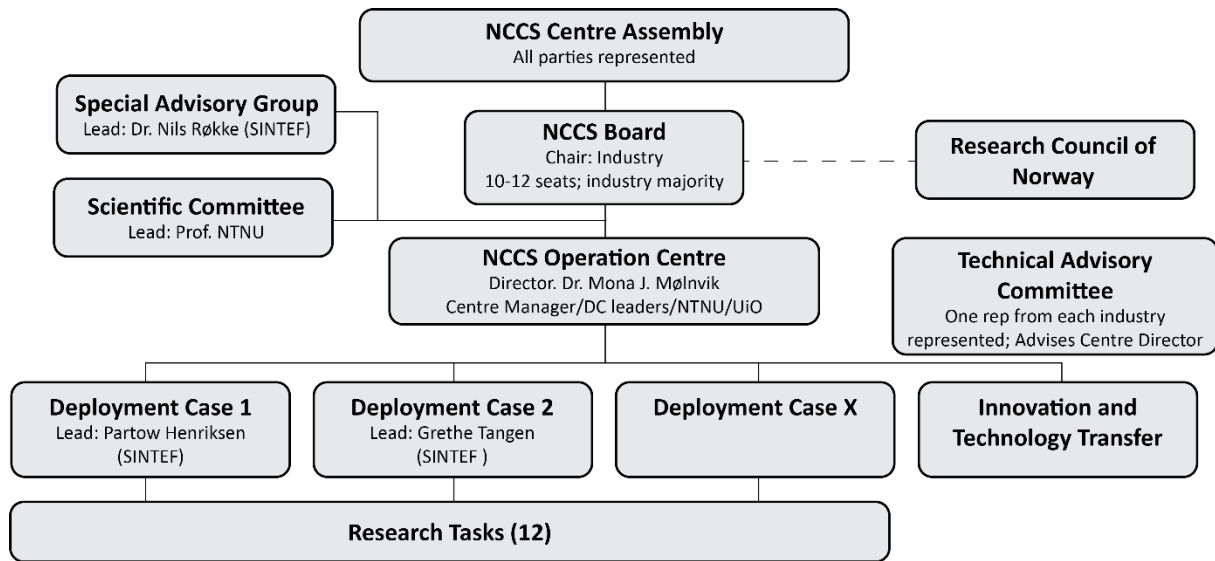 NCCS Centre Assembly
All parties represented
Special Advisory Group
Lead: Dr. Nils Røkke (SINTEF)
NCCS Board
Chair: Industry
10-12 seats; industry majority
Research Council of
Norway
Scientific Committee
Lead: Prof. NTNU
NCCS Operation Centre
Director. Dr. Mona J. Mølnvik
Centre Manager/DC leaders/NTNU/UiO
Technical Advisory
Committee
One rep from each industry
represented; Advises Centre Director
Deployment Case 1
Lead: Partow Henriksen
(SINTEF)
Deployment Case 2
Lead: Grethe Tangen
(SINTEF )
Deployment Case X
Innovation and
Technology Transfer
Research Tasks (12)